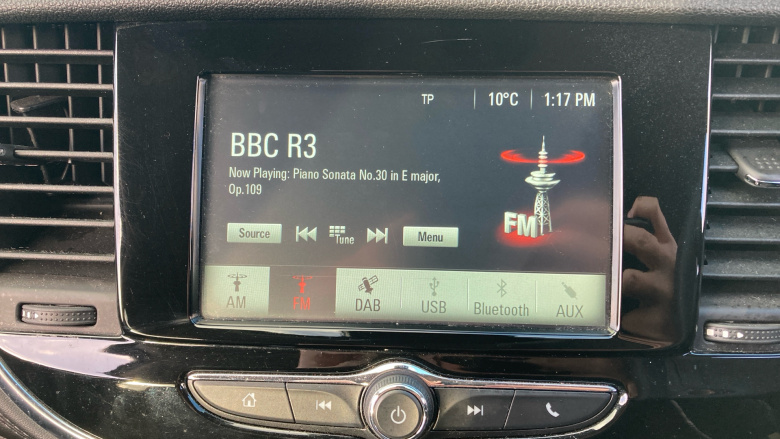 TP 10°C 1:17 PM
BBC R3
Now Playing: Piano Sonata No.30 in E major,
Op.109
FM
Source Tune Menu
AM FM DAB USB Bluetooth AUX